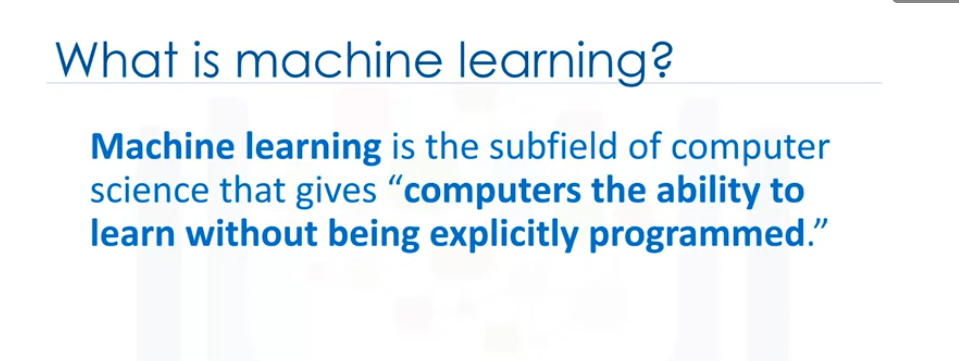 What is machine learning?
Machine learning is the subfield of computer
science that gives “computers the ability to
learn without being explicitly programmed.”